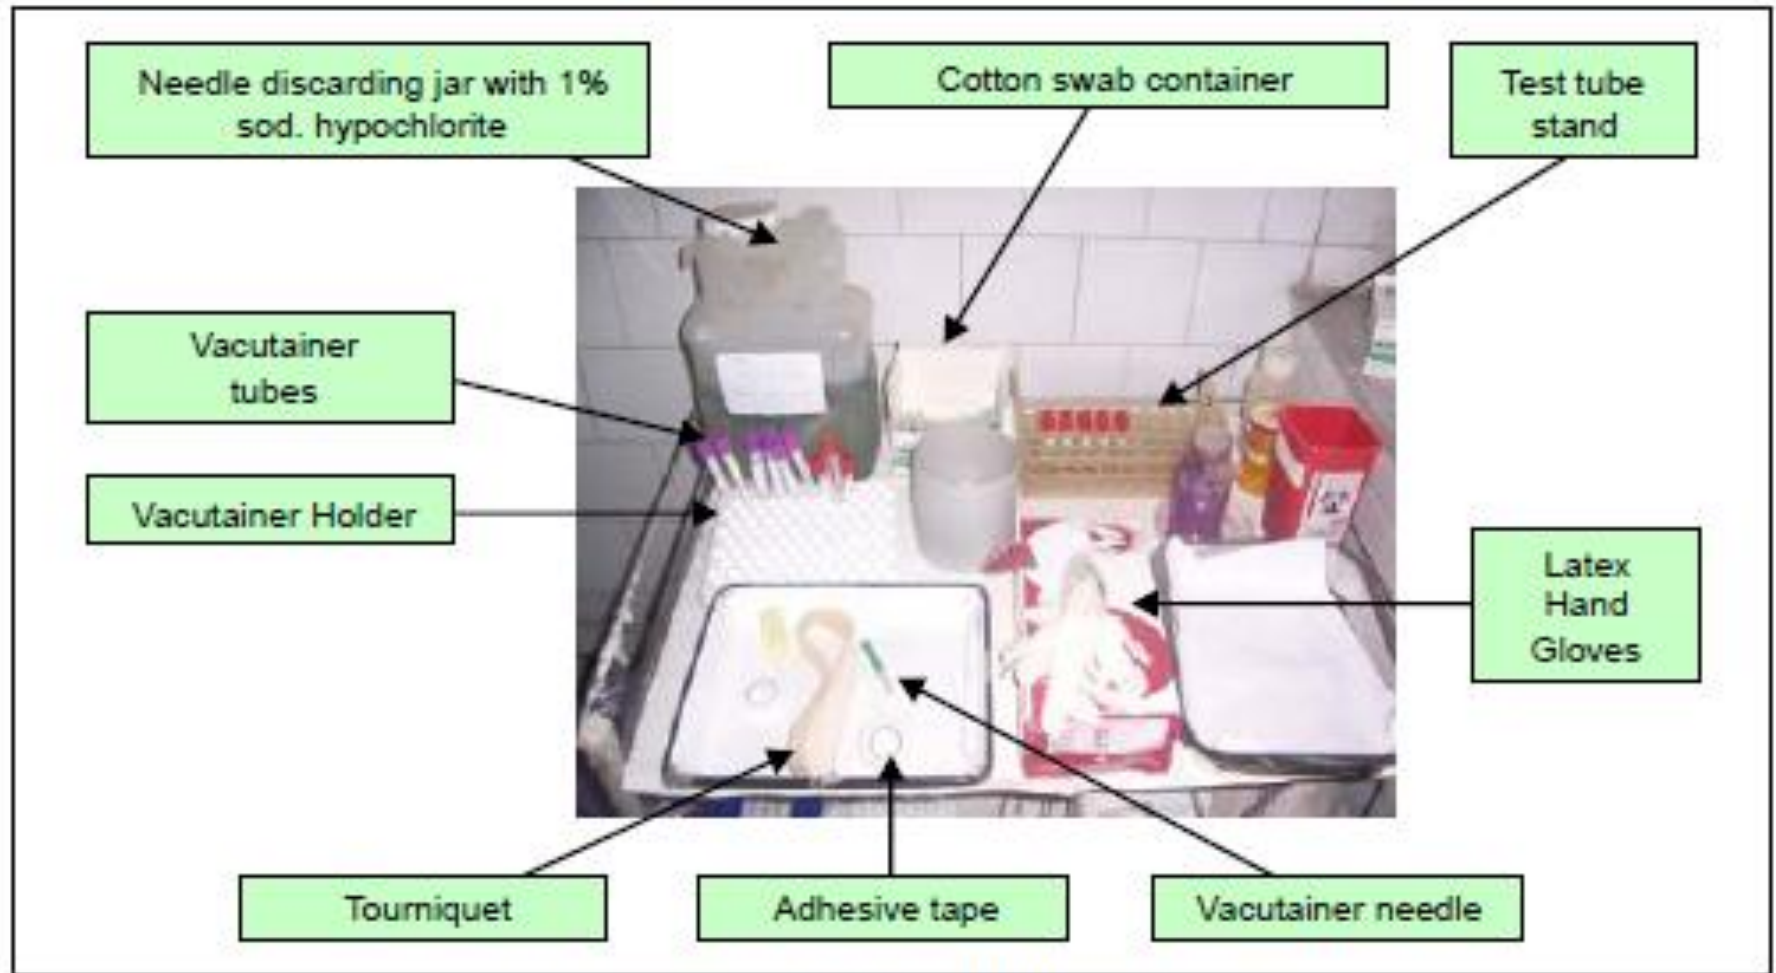 Needle discarding jar with 1%
sod. hypochlorite
Cotton swab container
Test tube
stand
Vacutainer
tubes
Vacutainer Holder
Latex
Hand
Gloves
Tourniquet
Adhesive tape
Vacutainer needle